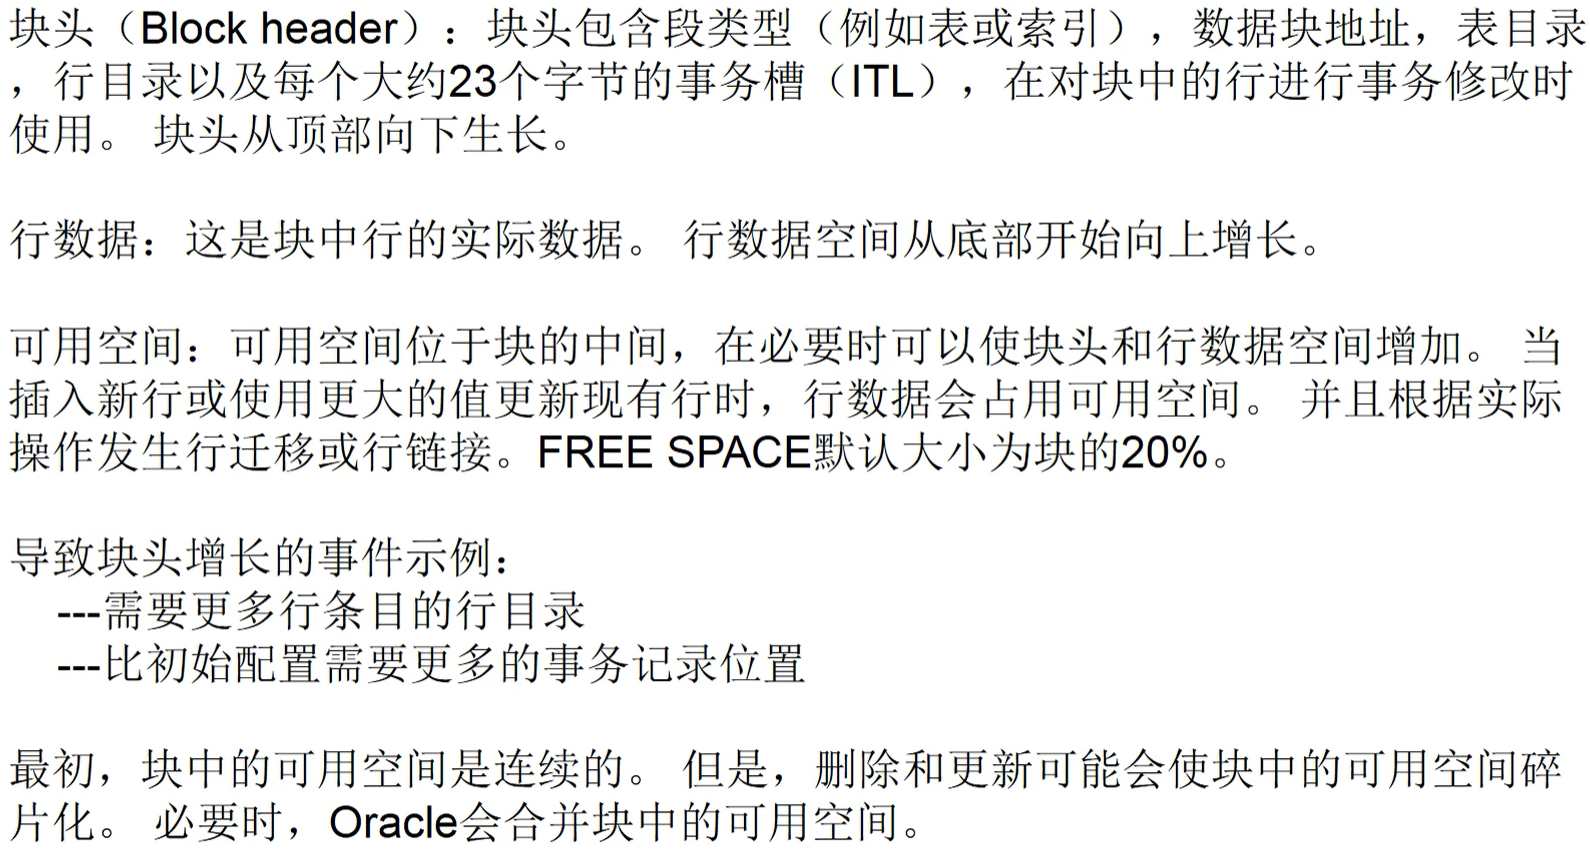 块头（Block header）：块头包含段类型（例如表或索引），数据块地址，表目录
，行目录以及每个大约23个字节的事务槽（ITL），在对块中的行进行事务修改时
使用。 块头从顶部向下生长。
行数据：这是块中行的实际数据。 行数据空间从底部开始向上增长。
可用空间：可用空间位于块的中间，在必要时可以使块头和行数据空间增加。 当
插入新行或使用更大的值更新现有行时，行数据会占用可用空间。 并且根据实际
操作发生行迁移或行链接。FREE SPACE默认大小为块的20%。
导致块头增长的事件示例：
---需要更多行条目的行目录
---比初始配置需要更多的事务记录位置
最初，块中的可用空间是连续的。 但是，删除和更新可能会使块中的可用空间碎
片化。 必要时，Oracle会合并块中的可用空间。